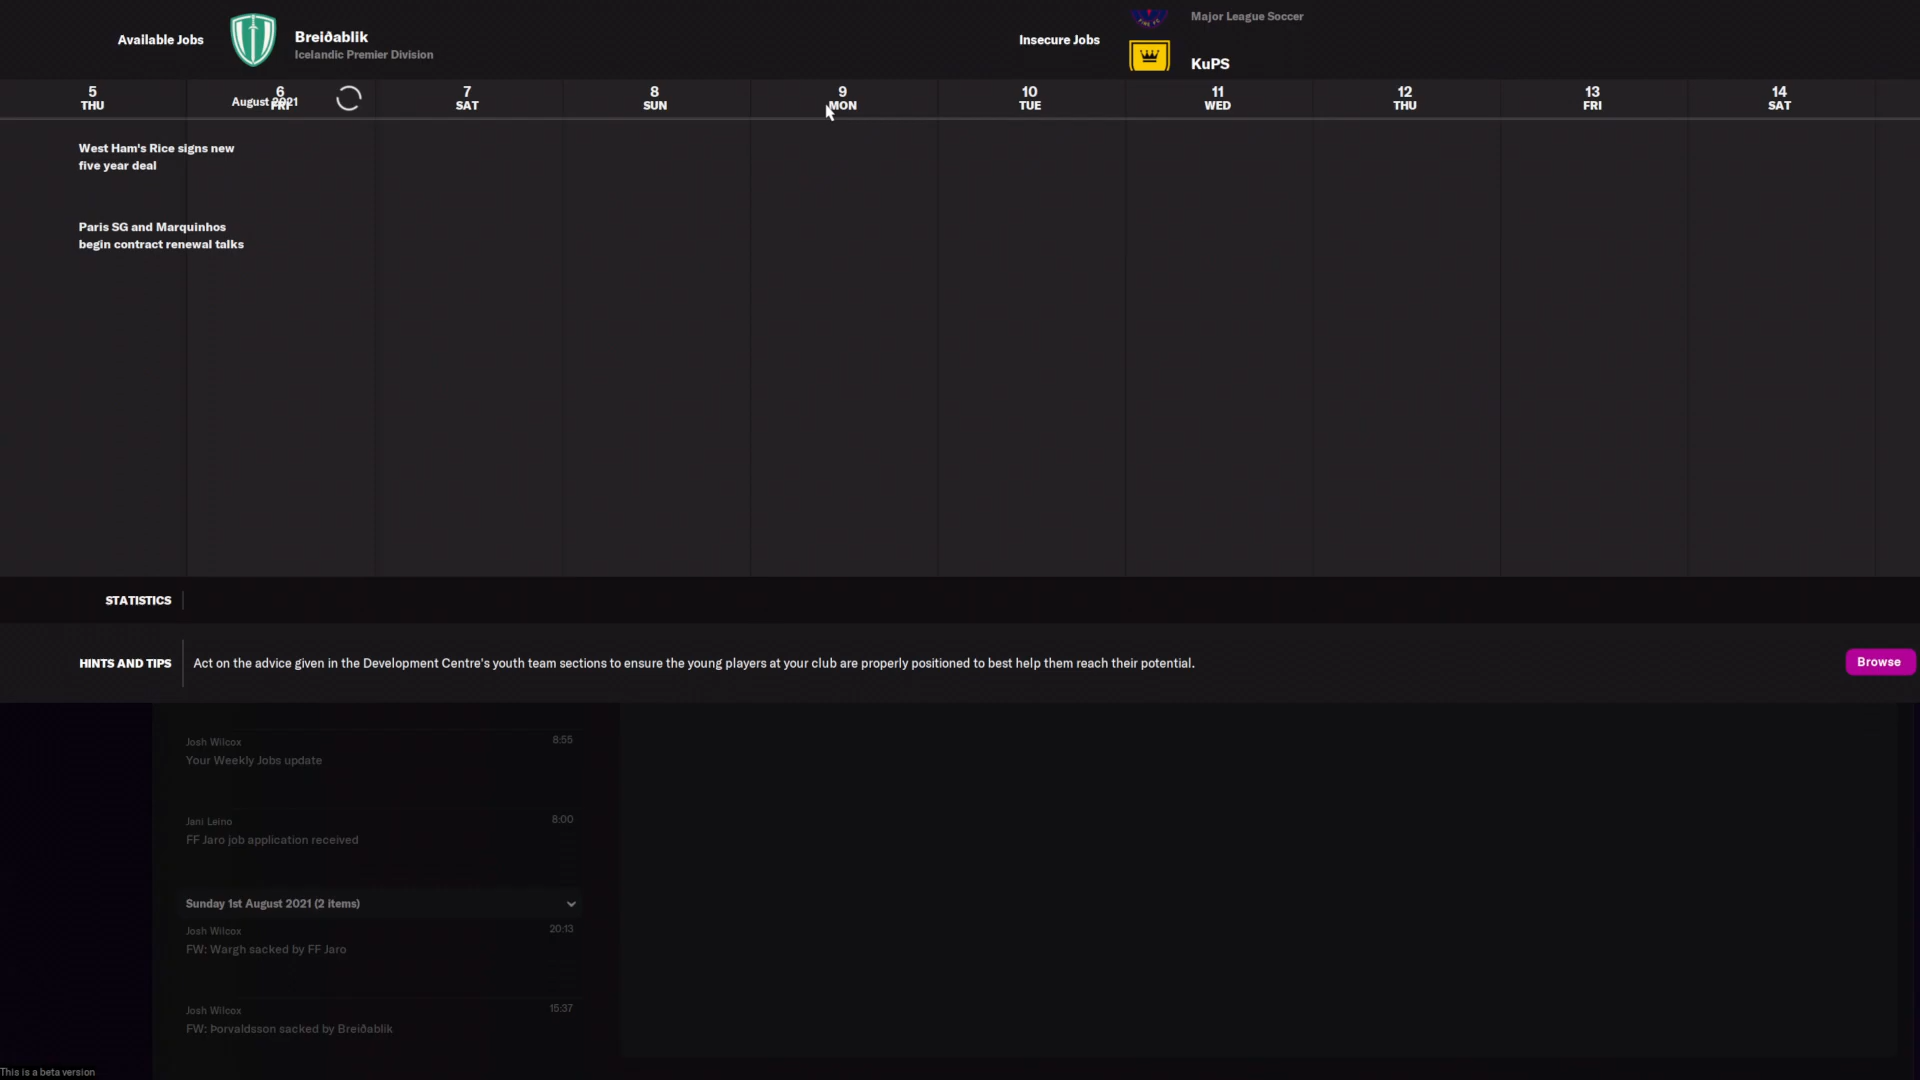 Available Jobs
Breiðablik
Icelandic Premier Division
Insecure Jobs
Major League Soccer
KuPS
5
THU
August 2021
6
FRI
7
SAT
8
SUN
9
MON
10
TUE
11
WED
12
THU
13
FRI
14
SAT
West Ham's Rice signs new
five year deal
Paris SG and Marquinhos
begin contract renewal talks
STATISTICS
HINTS AND TIPS
Act on the advice given in the Development Centre's youth team sections to ensure the young players at your club are properly positioned to best help them reach their potential.
Browse
Josh Wilcox
8:55
Your Weekly Jobs update
Jani Leino
8:00
FF Jaro job application received
Sunday 1st August 2021 (2 items)
Josh Wilcox
20:13
FW: Wargh sacked by FF Jaro
Josh Wilcox
15:37
FW: Þorvaldsson sacked by Breiðablik
This is a beta version